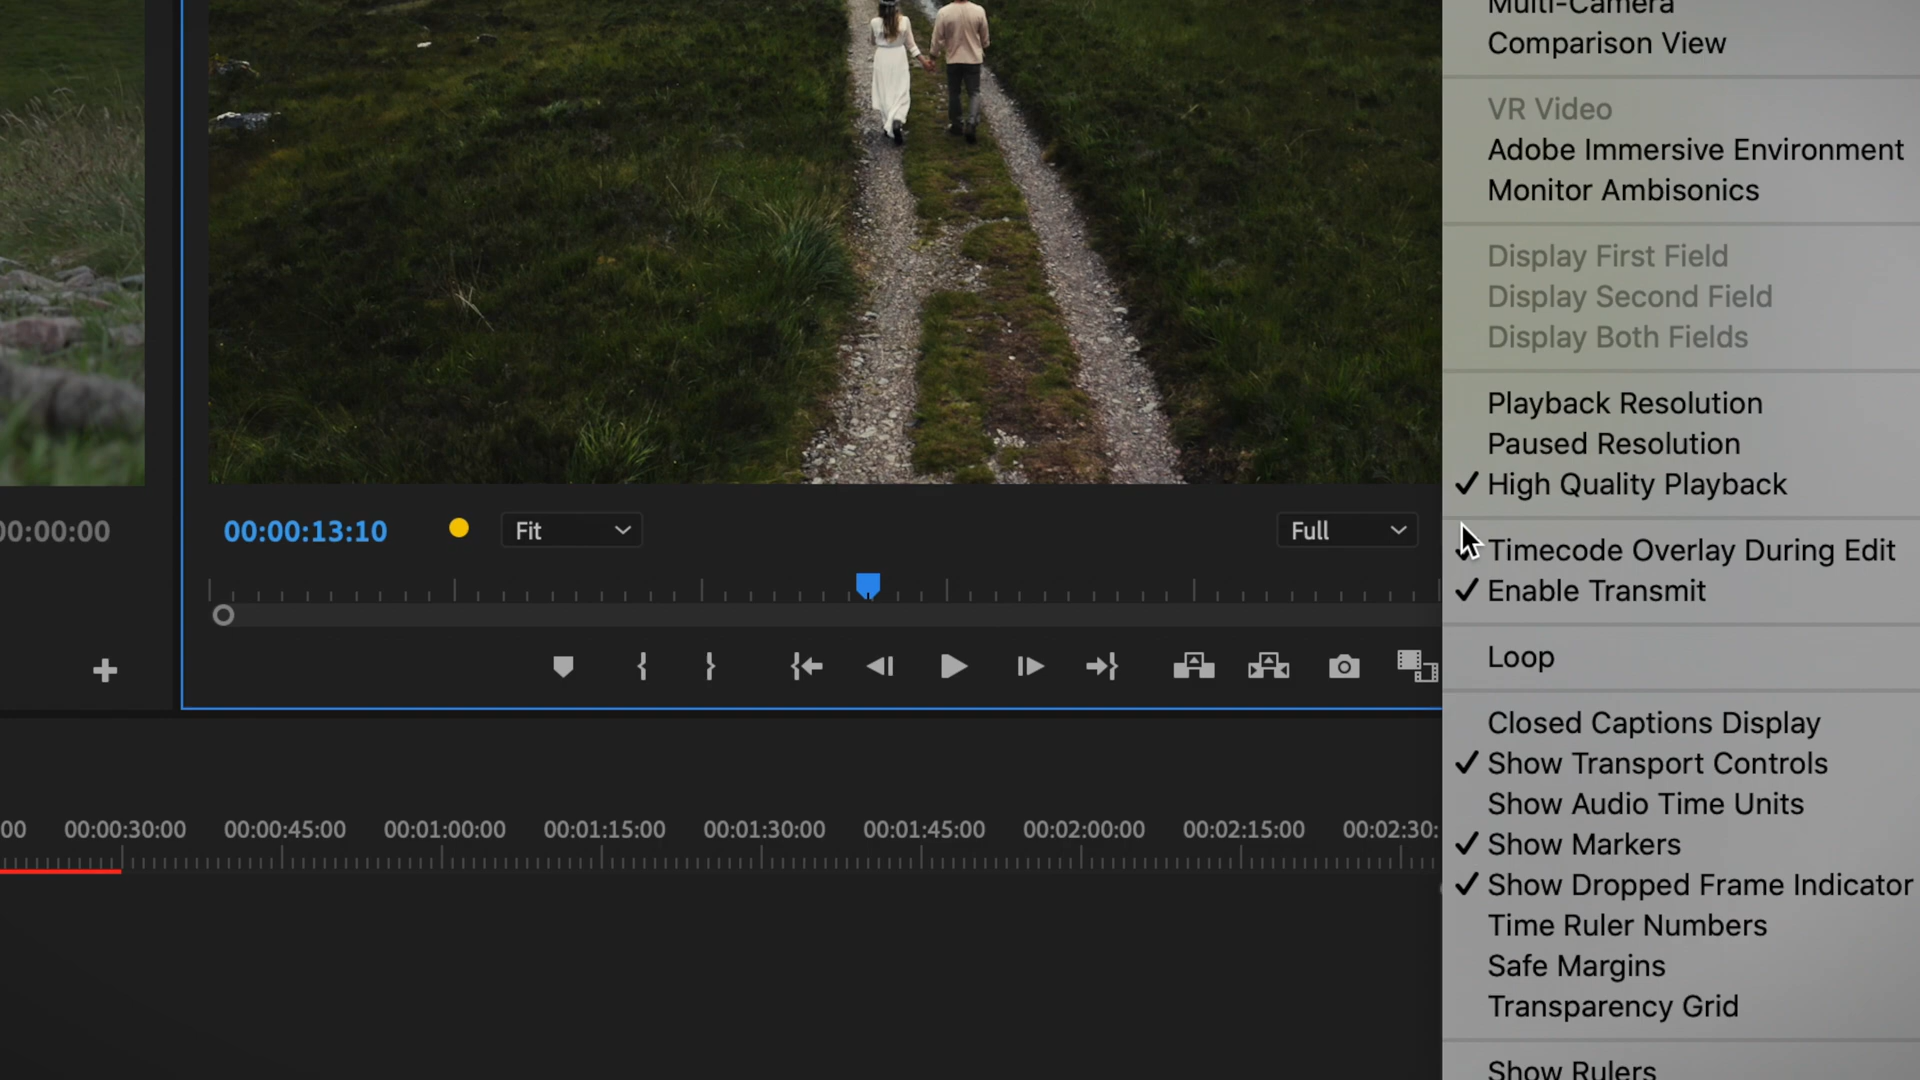 Multi-Camera
Comparison View
VR Video
Adobe Immersive Environment
Monitor Ambisonics
Display First Field
Display Second Field
Display Both Fields
Playback Resolution
Paused Resolution
High Quality Playback
Timecode Overlay During Edit
Enable Transmit
Loop
Closed Captions Display
Show Transport Controls
Show Audio Time Units
Show Markers
Show Dropped Frame Indicator
Time Ruler Numbers
Safe Margins
Transparency Grid
Show Rulers
00:00:00
00:00:13:10
Fit
Full
00 00:00:30:00 00:00:45:00 00:01:00:00 00:01:15:00 00:01:30:00 00:01:45:00 00:02:00:00 00:02:15:00 00:02:30: